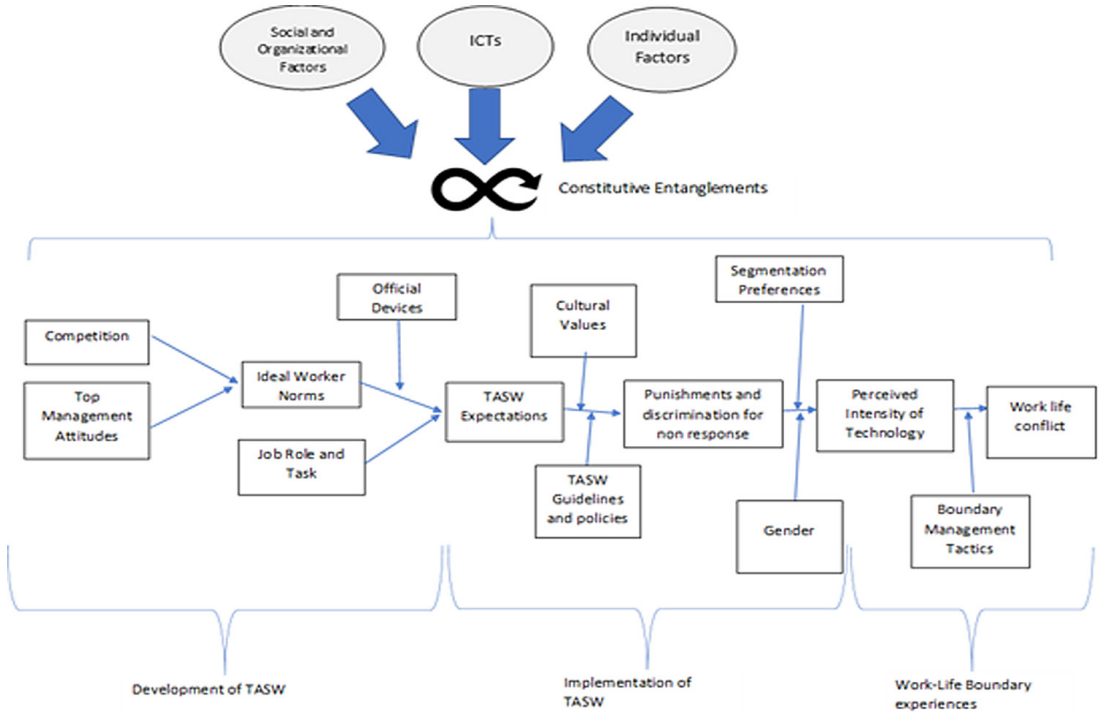 Social and
Organizational
Factors
ICTs
Individual
Factors
Constitutive Entanglements
Segmentation
Preferences
Official
Devices
Cultural
Values
Competition
Ideal Worker
Norms
Top
Management
Attitudes
TASW
Expectations
Punishments and
discrimination for
non response
Perceived
Intensity of
Technology
Work life
conflict
Job Role and
Task
TASW
Guidelines
and policies
Gender
Boundary
Management
Tactics
Development of TASW
Implementation of
TASW
Work-Life Boundary
experiences